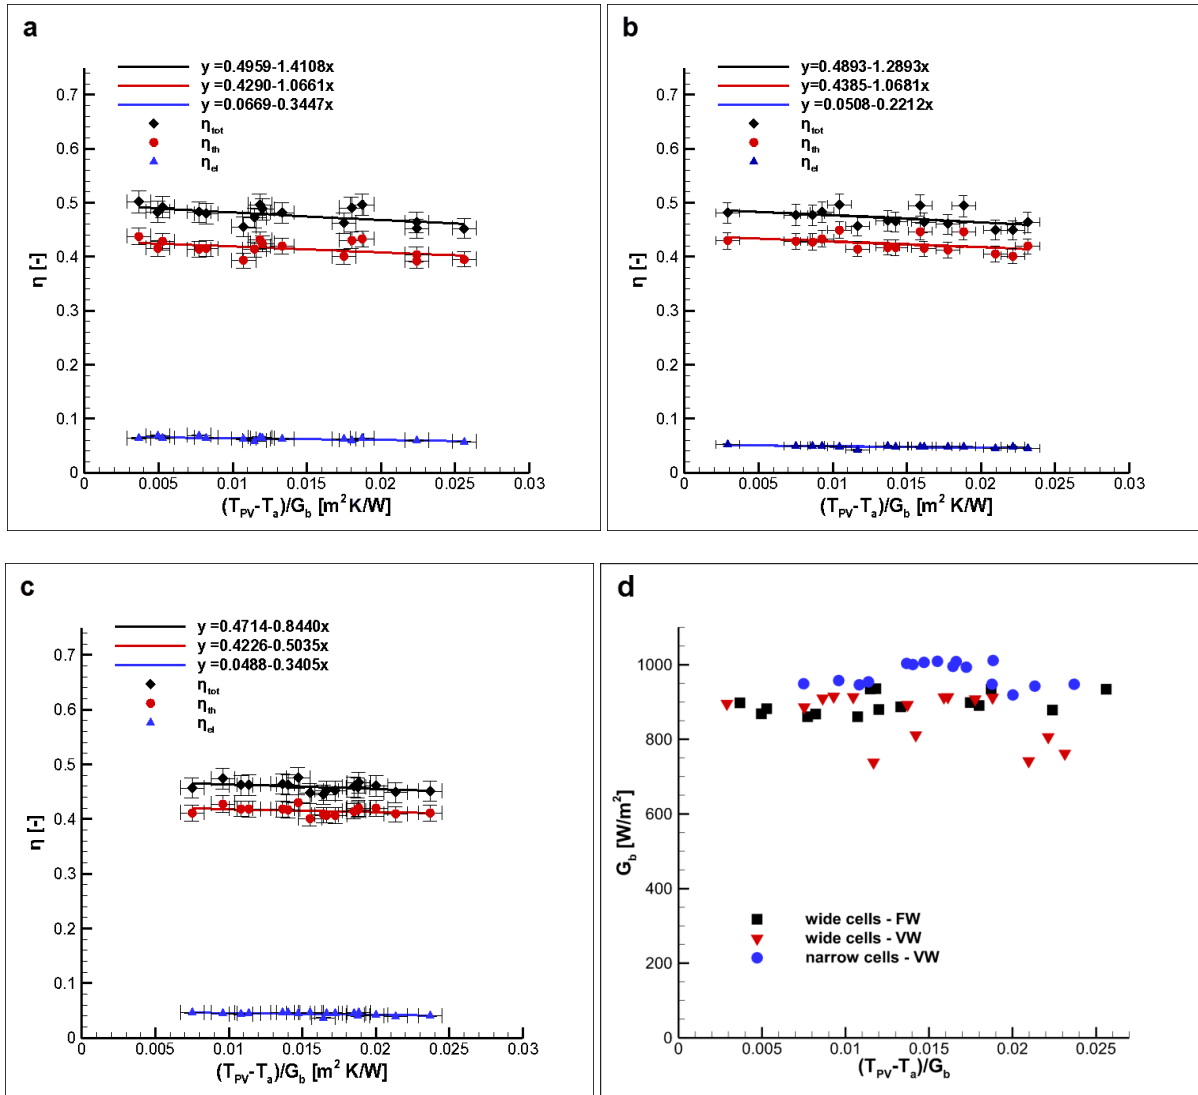 a
y =0.4959-1.4108x
y =0.4290-1.0661x
y =0.0669-0.3447x
η_tot
η_th
η_el
0.7
0.6
0.5
0.4
0.3
0.2
0.1
0
η [-]
0.005 0.01 0.015 0.02 0.025 0.03
(T_PV-T_a)/G_b [m² K/W]
b
y=0.4893-1.2893x
y=0.4385-1.0681x
y=0.0508-0.2212x
η_tot
η_th
η_el
0.7
0.6
0.5
0.4
0.3
0.2
0.1
0
η [-]
0 0.005 0.01 0.015 0.02 0.025 0.03
(T_PV-T_a)/G_b [m² K/W]
c
y =0.4714-0.8440x
y =0.4226-0.5035x
y =0.0488-0.3405x
η_tot
η_th
η_el
0.7
0.6
0.5
0.4
0.3
0.2
0.1
0
η [-]
0 0.005 0.01 0.015 0.02 0.025 0.03
(T_PV-T_a)/G_b [m² K/W]
d
1000
800
600
400
200
0
G_b [W/m²]
wide cells - FW
wide cells - VW
narrow cells - VW
0 0.005 0.01 0.015 0.02 0.025
(T_PV-T_a)/G_b